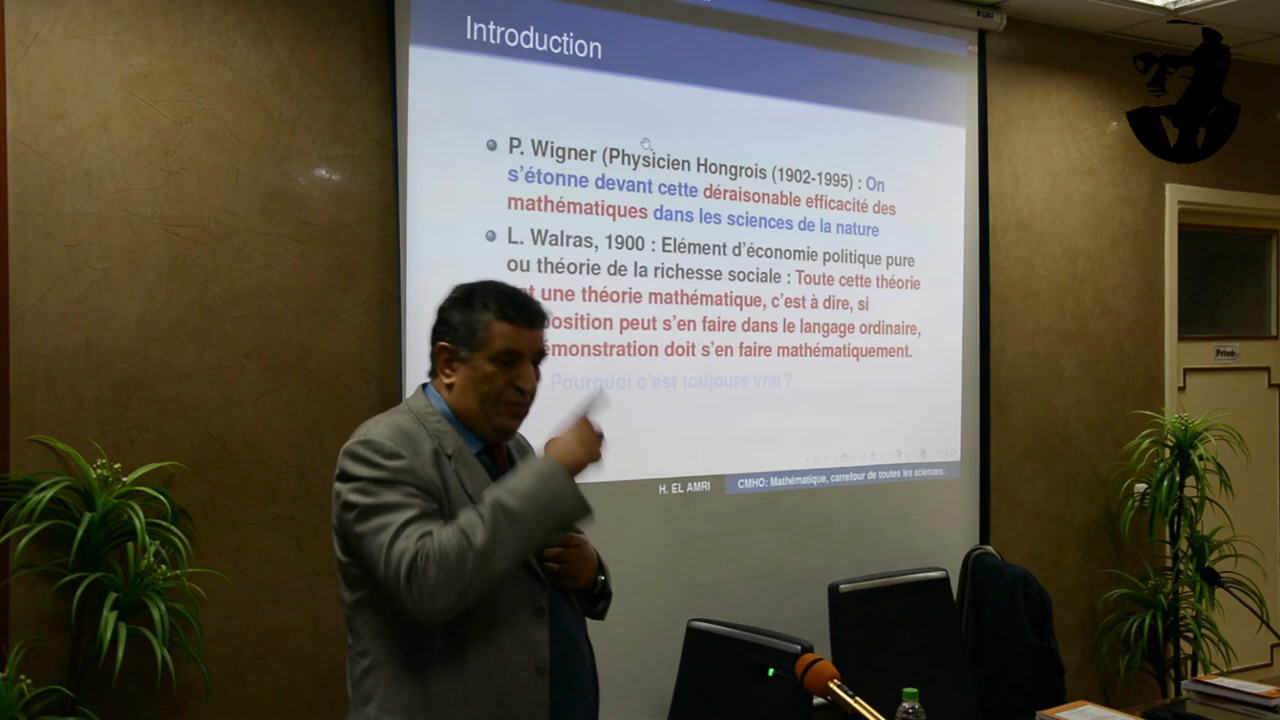 Introduction
P. Wigner (Physicien Hongrois (1902-1995) : On
s'étonne devant cette déraisonable efficacité des
mathématiques dans les sciences de la nature
L. Walras, 1900 : Elément d'économie politique pure
ou théorie de la richesse sociale : Toute cette théorie
une théorie mathématique, c'est à dire, si
peut s'en faire dans le langage ordinaire,
doit s'en faire mathématiquement.
Pourquoi c'est toujours vrai?
H. EL AMRI
CMHO: Mathématique, carrefour de toutes les sciences:
Privé